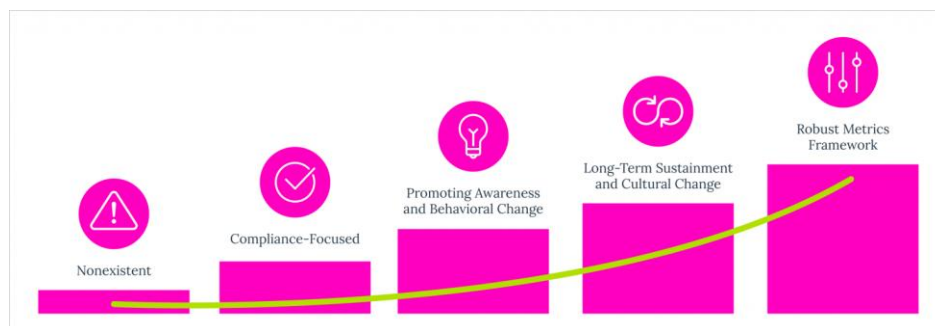 Nonexistent
Compliance-Focused
Promoting Awareness
and Behavioral Change
Long-Term Sustainment
and Cultural Change
Robust Metrics
Framework